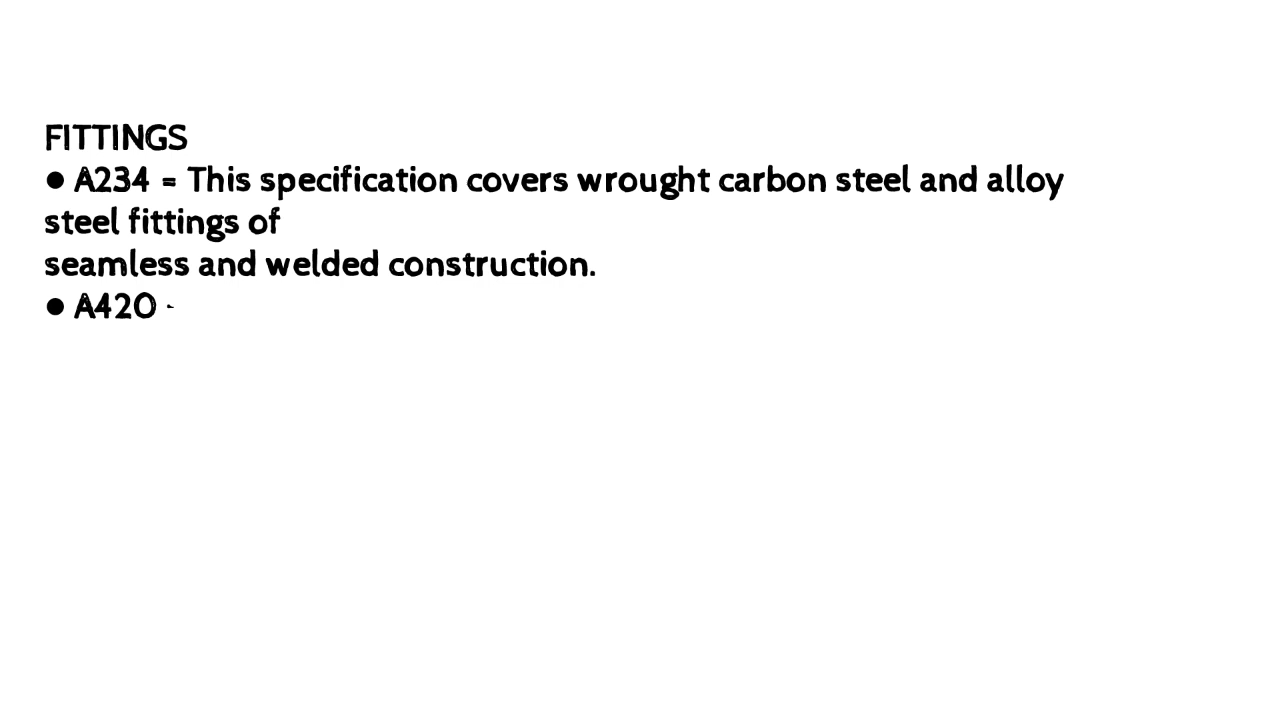 FITTINGS
● A234 = This specification covers wrought carbon steel and alloy
steel fittings of
seamless and welded construction.
● A420